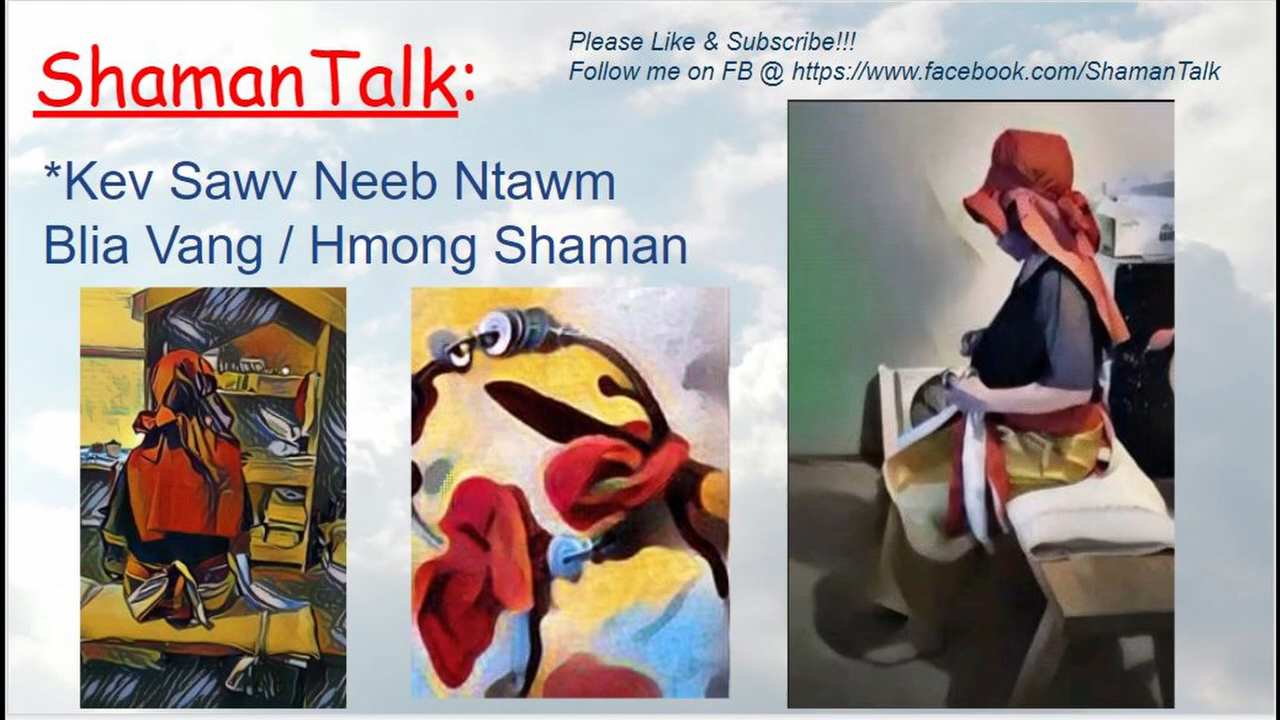 ShamanTalk:
Please Like & Subscribe!!!
Follow me on FB @ https://www.facebook.com/ShamanTalk
*Kev Sawv Neeb Ntawm
Blia Vang / Hmong Shaman